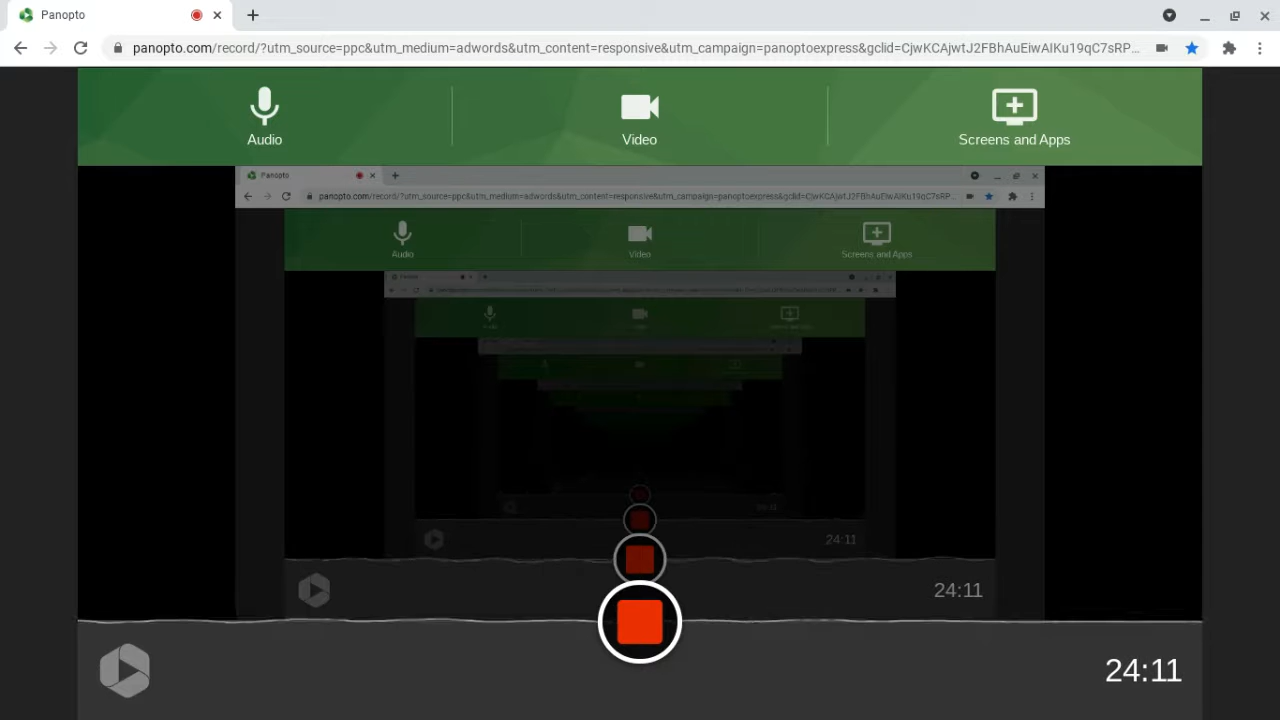 Panopto
panopto.com/record/?utm_source=ppc&utm_medium=adwords&utm_content=responsive&utm_campaign=panoptoexpress&gclid=CjwKCAjwtJ2FBhAuEiwAIKu19qC7sRP...
Audio Video Screens and Apps
Panopto
panopto.com/record/?utm_source=ppc&utm_medium=adwords&utm_content=responsive&utm_campaign=panoptoexpress&gclid=CjwKCAjwtJ2FBhAuEiwAIKu19qC7sRP...
Audio Video Screens and Apps
24:11
24:11
24:11
24:11